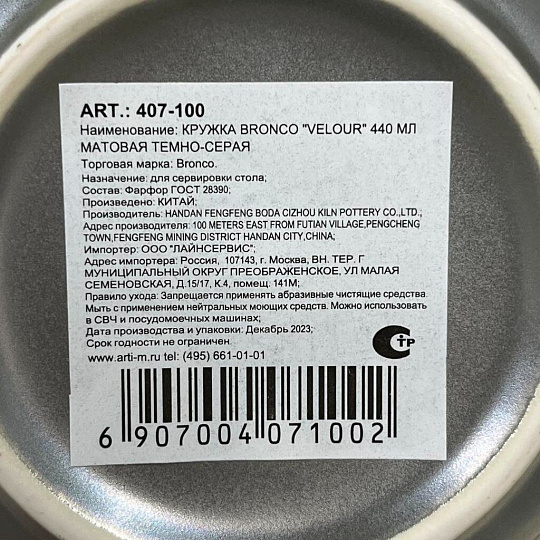 ART.: 407-100
Наименование: КРУЖКА BRONCO "VELOUR" 440 МЛ
МАТОВАЯ ТЕМНО-СЕРАЯ
Торговая марка: Bronco.
Назначение: для сервировки стола;
Состав: Фарфор ГОСТ 28390;
Произведено: КИТАЙ;
Производитель: HANDAN FENGFENG BODA CIZHOU KILN POTTERY CO.,LTD.;
Адрес производителя: 100 METERS EAST FROM FUTIAN VILLAGE,PENGCHENG
TOWN,FENGFENG MINING DISTRICT HANDAN CITY,CHINA;
Импортер: ООО "ЛАЙНСЕРВИС";
Адрес импортера: Россия, 107143, г. Москва, ВН. ТЕР. Г
МУНИЦИПАЛЬНЫЙ ОКРУГ ПРЕОБРАЖЕНСКОЕ, УЛ МАЛАЯ
СЕМЕНОВСКАЯ, Д.15/17, К.4, помещ. 141М;
Правило ухода: Запрещается применять абразивные чистящие средства.
Мыть с применением нейтральных моющих средств. Можно использовать
в СВЧ и посудомоечных машинах;
Дата производства и упаковки: Декабрь 2023;
Срок годности не ограничен.
www.arti-m.ru tel: (495) 661-01-01
СТР
6 907004 071002